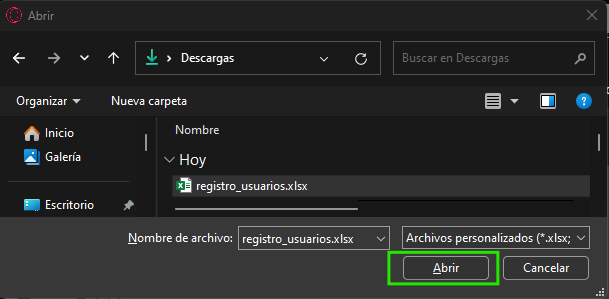 Abrir
Descargas
Buscar en Descargas
Organizar
Nueva carpeta
?
Inicio
Galería
Escritorio
Nombre
Hoy
registro_usuarios.xlsx
Nombre de archivo:
registro_usuarios.xlsx
Archivos personalizados (*.xlsx;
Abrir
Cancelar